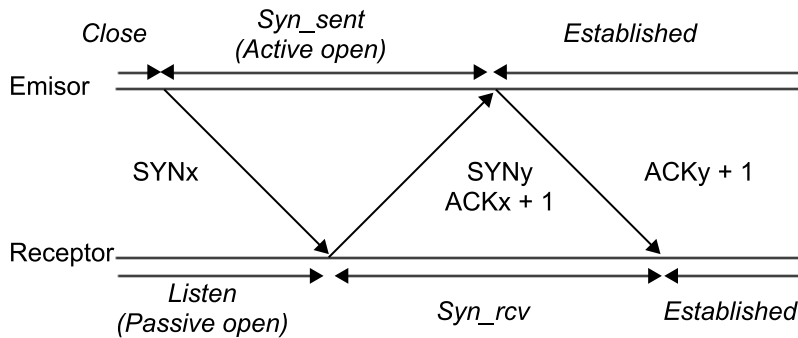 Close
Syn_sent
(Active open)
Established
Emisor
SYNx
SYNy
ACKx + 1
ACKy + 1
Receptor
Listen
(Passive open)
Syn_rcv
Established